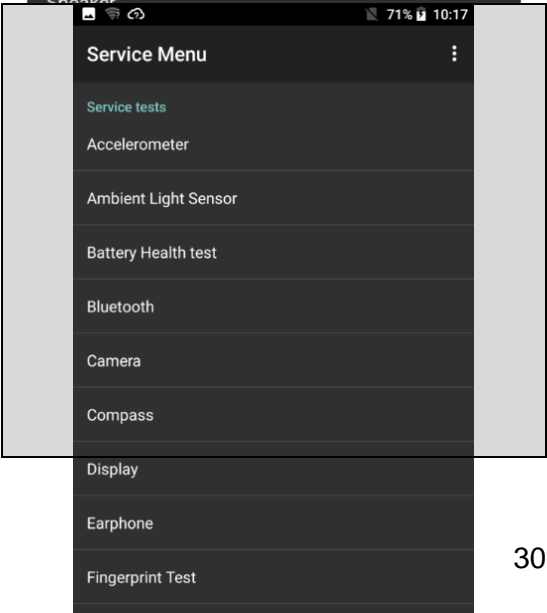 Speaker
71% 10:17
Service Menu
Service tests
Accelerometer
Ambient Light Sensor
Battery Health test
Bluetooth
Camera
Compass
Display
Earphone
30
Fingerprint Test